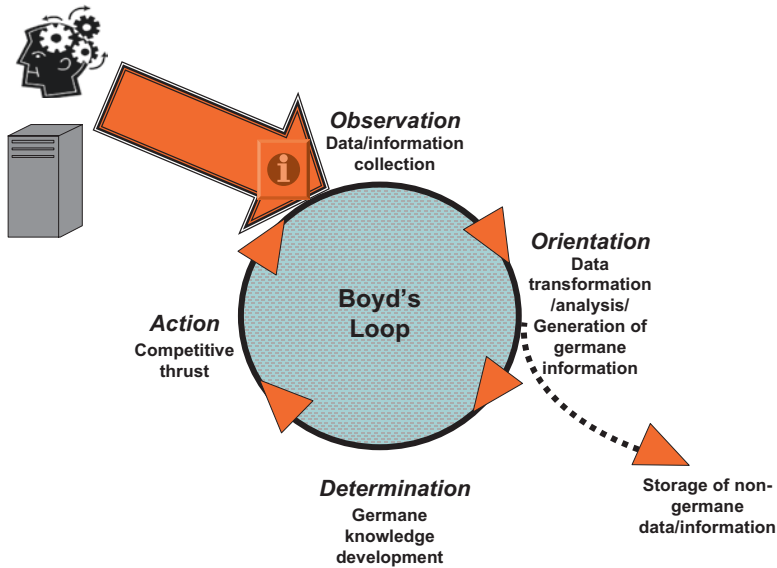 Observation
Data/information
collection
Orientation
Data
transformation
/analysis/
Generation of
germane
information
Boyd's
Loop
Action
Competitive
thrust
Determination
Germane
knowledge
development
Storage of non-
germane
data/information
i